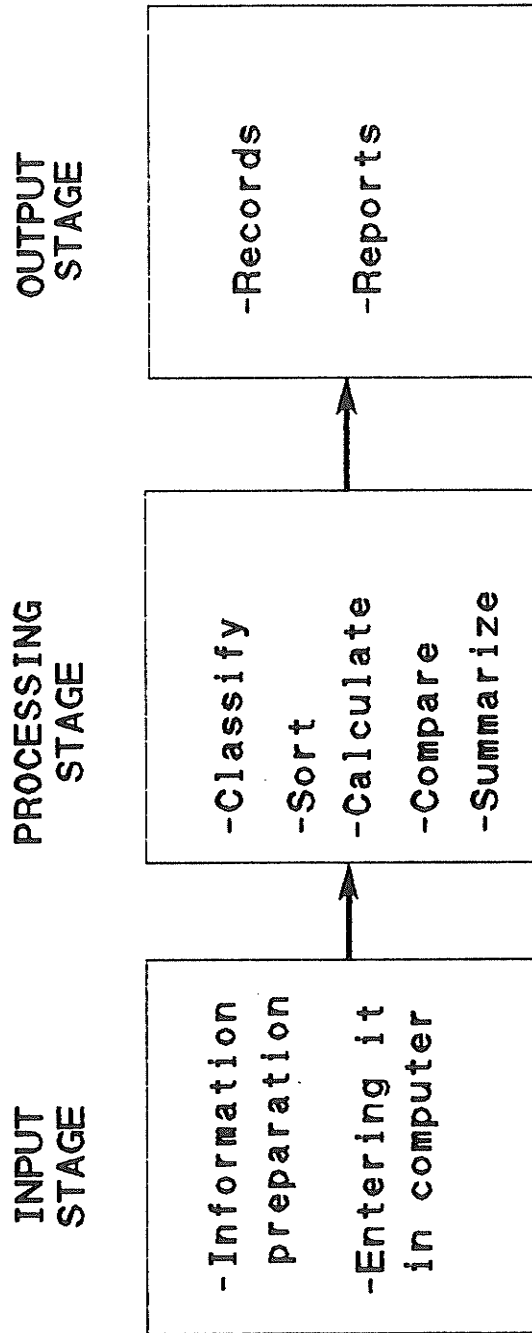 INPUT
STAGE
-Information
preparation
-Entering it
in computer
PROCESSING
STAGE
-Classify
-Sort
-Calculate
-Compare
-Summarize
OUTPUT
STAGE
-Records
-Reports